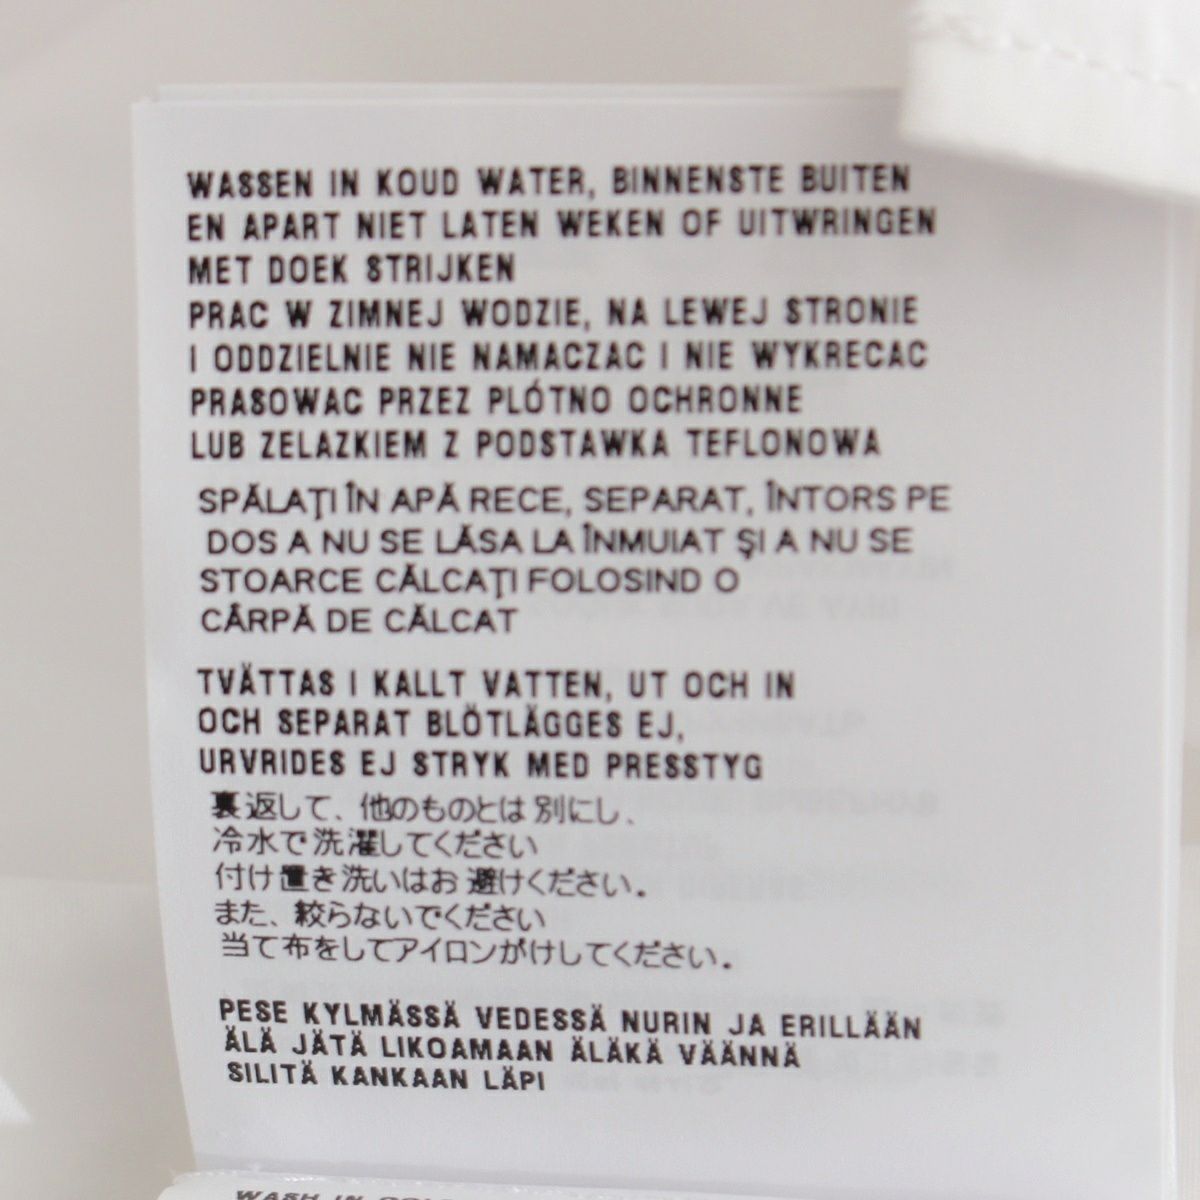 WASSEN IN KOUD WATER, BINNENSTE BUITEN
EN APART NIET LATEN WEKEN OF UITWRINGEN
MET DOEK STRIJKEN
PRAC W ZIMNEJ WODZIE, NA LEWEJ STRONIE
I ODDZIELNIE NIE NAMACZAC I NIE WYKRECAC
PRASOWAC PRZEZ PLÓTNO OCHRONNE
LUB ZELAZKIEM Z PODSTAWKA TEFLONOWA
SPĂLAŢI ÎN APĂ RECE, SEPARAT, ÎNTORS PE
DOS A NU SE LĂSA LA ÎNMUIAT ŞI A NU SE
STOARCE CĂLCAŢI FOLOSIND O
CÂRPĂ DE CĂLCAT
TVÄTTAS I KALLT VATTEN, UT OCH IN
OCH SEPARAT BLÖTLÄGGES EJ,
URVRIDES EJ STRYK MED PRESSTYG
裏返して、他のものとは別にし、
冷水で洗濯してください
付け置き洗いはお避けください。
また、絞らないでください
当て布をしてアイロンがけしてください。
PESE KYLMÄSSÄ VEDESSÄ NURIN JA ERILLÄÄN
ÄLÄ JÄTÄ LIKOAMAAN ÄLÄKÄ VÄÄNNÄ
SILITÄ KANKAAN LÄPI
WASH IN